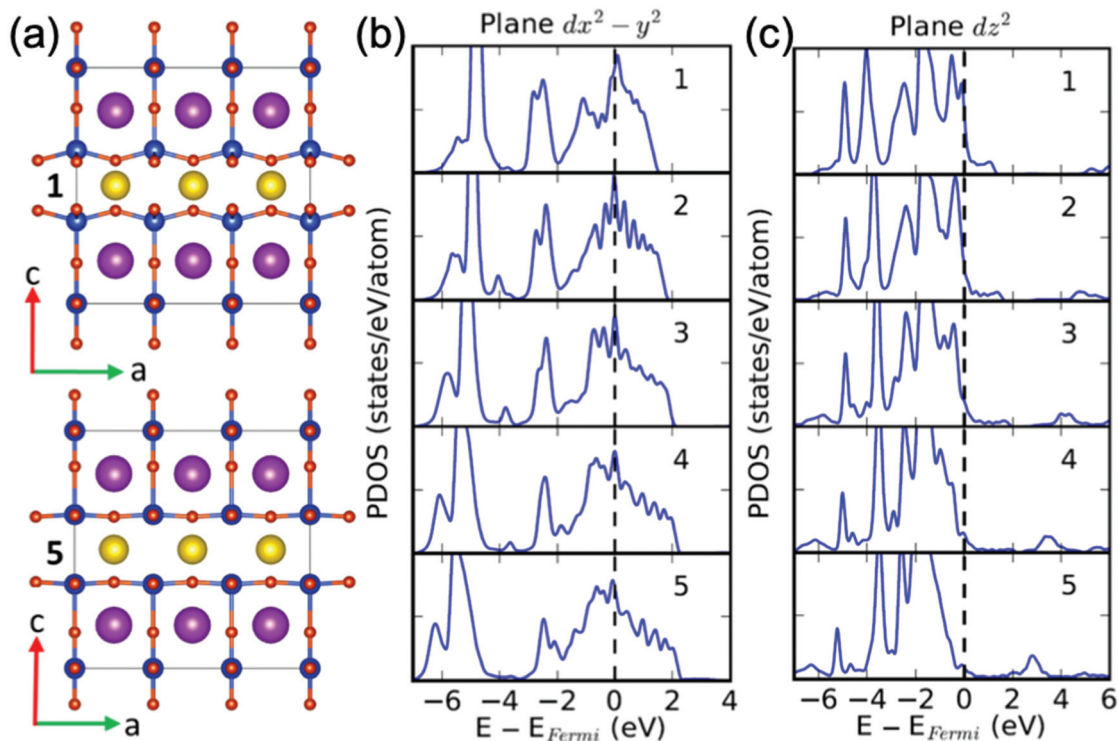 (a)
1
c
a
5
c
a
(b)
Plane dx² − y²
PDOS (states/eV/atom)
1
2
3
4
5
−6 −4 −2 0 2 4
E − E_Fermi (eV)
(c)
Plane dz²
PDOS (states/eV/atom)
1
2
3
4
5
−6 −4 −2 0 2 4 6
E − E_Fermi (eV)